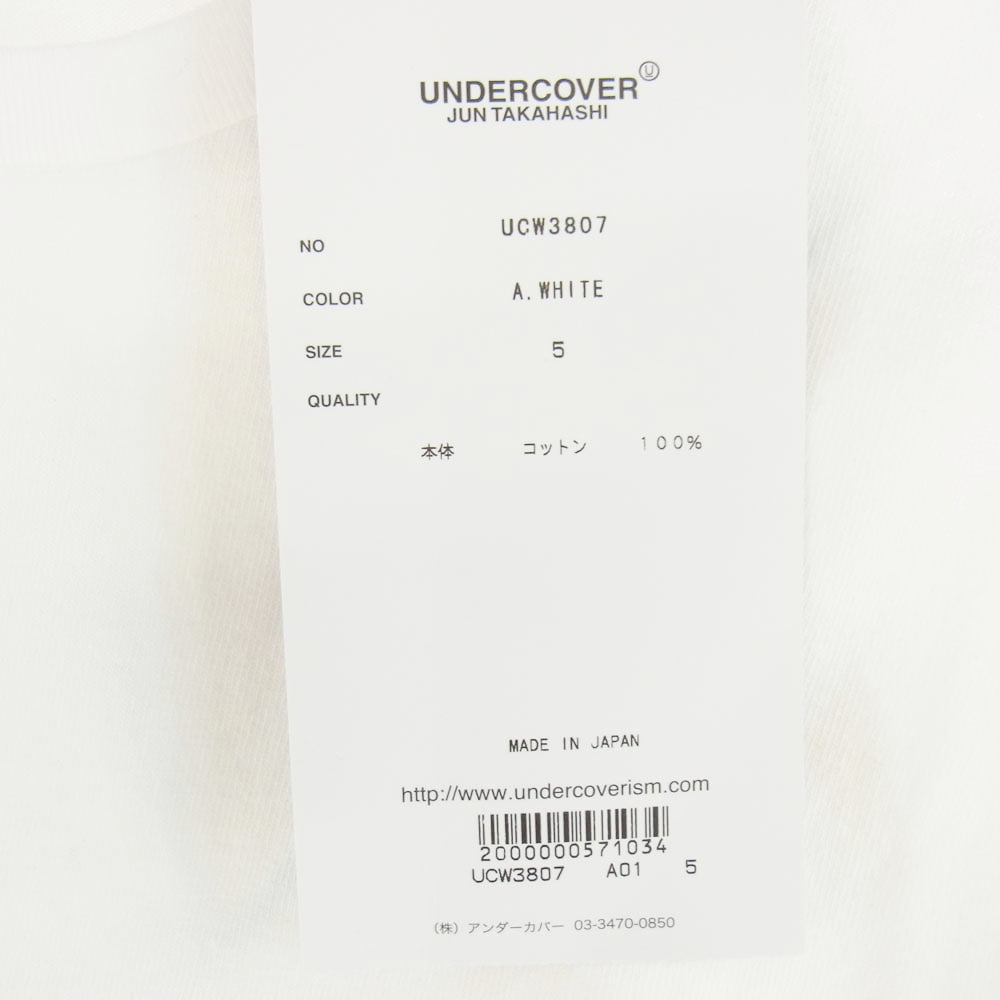 UNDERCOVER Ⓤ
JUN TAKAHASHI
NO UCW3807
COLOR A.WHITE
SIZE 5
QUALITY
本体 コットン 100%
MADE IN JAPAN
http://www.undercoverism.com
2000000571034
UCW3807 A01 5
(株)アンダーカバー 03-3470-0850